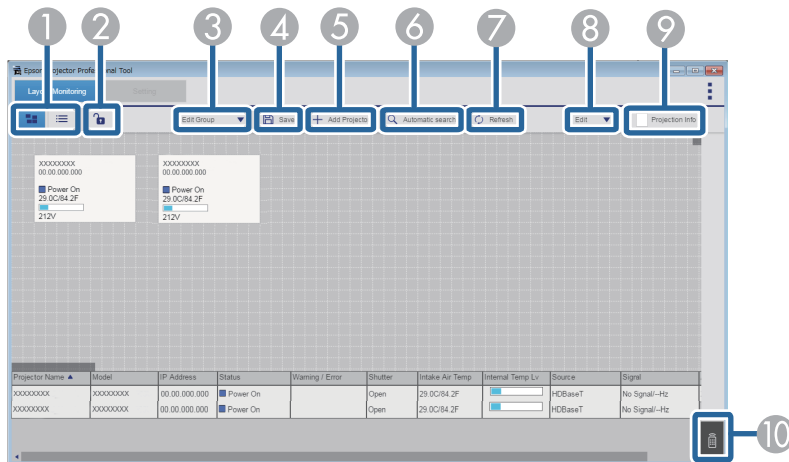 1 2 3 4 5 6 7 8 9
Epson Projector Professional Tool
Layout/Monitoring Setting
Edit Group Save Add Projecto Automatic search Refresh Edit Projection Info
XXXXXXXX XXXXXXXX
00.00.000.000 00.00.000.000
Power On Power On
29.0C/84.2F 29.0C/84.2F
212V 212V
Projector Name Model IP Address Status Warning / Error Shutter Intake Air Temp Internal Temp Lv Source Signal
XXXXXXXX XXXXXXXX 00.00.000.000 Power On Open 29.0C/84.2F HDBaseT No Sgnal/--Hz
XXXXXXXX XXXXXXXX 00.00.000.000 Power On Open 29.0C/84.2F HDBaseT No Signal/--Hz
10